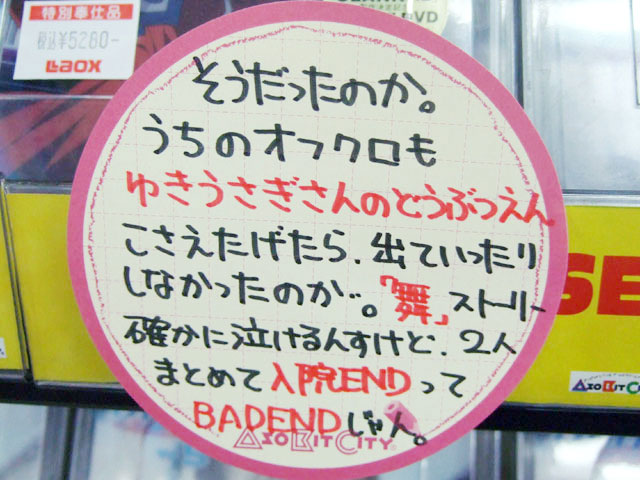 特別奉仕品
税込¥5260-
Laox
DVD
そうだったのか。
うちのオフクロも
ゆきうさぎさんのどうぶつえん
こさえたげたら、出ていったり
しなかったのか…。「舞」ストーリー
確かに泣けるんすけど、2人
まとめて入院ENDって
BADENDじゃん。
ASOBIT CITY
SE
ASOBIT CITY